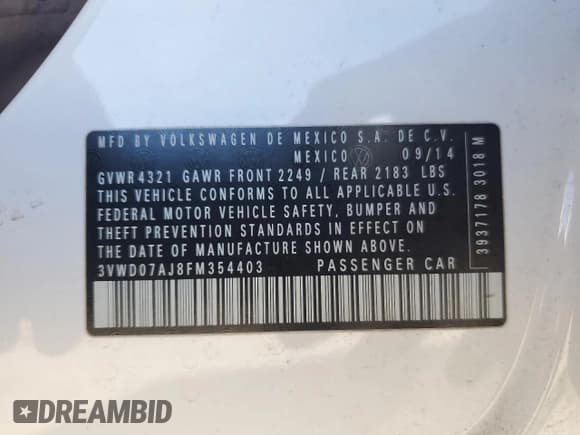 MFD BY VOLKSWAGEN DE MEXICO S.A. DE C.V.
MEXICO 09/14
GVWR 4321 GAWR FRONT 2249 / REAR 2183 LBS
THIS VEHICLE CONFORMS TO ALL APPLICABLE U.S.
FEDERAL MOTOR VEHICLE SAFETY, BUMPER AND
THEFT PREVENTION STANDARDS IN EFFECT ON
THE DATE OF MANUFACTURE SHOWN ABOVE.
3VWD07AJ8FM354403 PASSENGER CAR
3937178 3018 M
DREAMBID